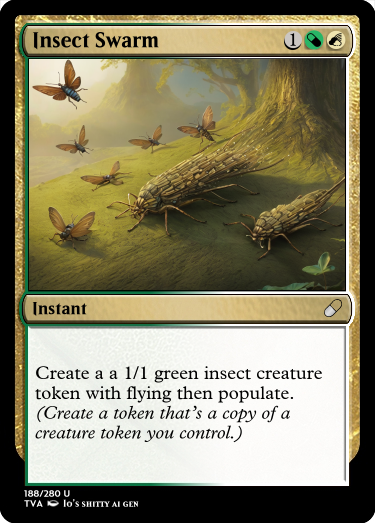 Insect Swarm 1
Instant
Create a a 1/1 green insect creature
token with flying then populate.
(Create a token that's a copy of a
creature token you control.)
188/280 U
TVA Io's shitty ai gen